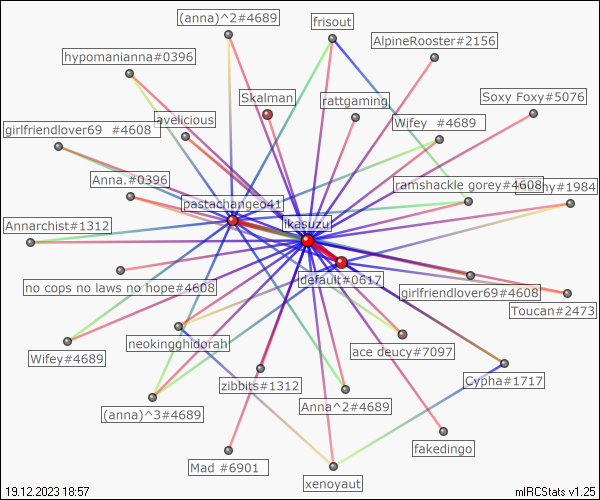 (anna)^2#4689
frisout
AlpineRooster#2156
hypomanianna#0396
Skalman
rattgaming
Soxy Foxy#5076
avelicious
girlfriendlover69 #4608
Wifey #4689
Anna.#0396
ramshackle gorey#4608
hy#1984
pastachange041
ikasuzu
Annarchist#1312
default#0617
no cops no laws no hope#4608
girlfriendlover69#4608
Toucan#2473
Wifey#4689
neokingghidorah
ace deucy#7097
zibbits#1312
Cypha#1717
(anna)^3#4689
Anna^2#4689
fakedingo
Mad #6901
xenoyaut
19.12.2023 18:57
mIRCStats v1.25